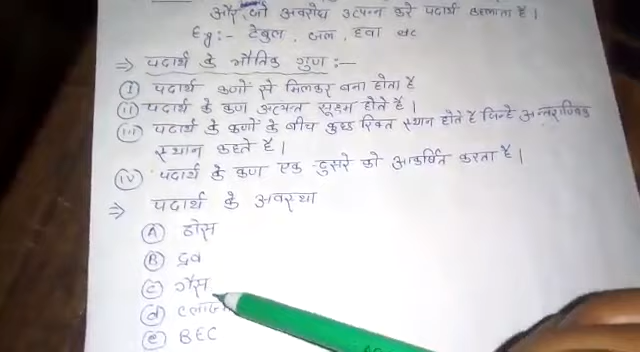 और जो अवरोध उत्पन्न करे पदार्थ कहलाता है।
Eg:- टेबुल, जल, हवा etc
⇒ पदार्थ के भौतिक गुण :—
(I) पदार्थ कणों से मिलकर बना होता है
(II) पदार्थ के कण अत्यन्त सूक्ष्म होते हैं।
(III) पदार्थ के कणों के बीच कुछ रिक्त स्थान होते हैं जिन्हे अन्तराण्विक
स्थान कहते हैं।
(IV) पदार्थ के कण एक दुसरे को आकर्षित करता है।
⇒ पदार्थ के अवस्था
(A) ठोस
(B) द्रव
(C) गैस
(d)
(e) BEC